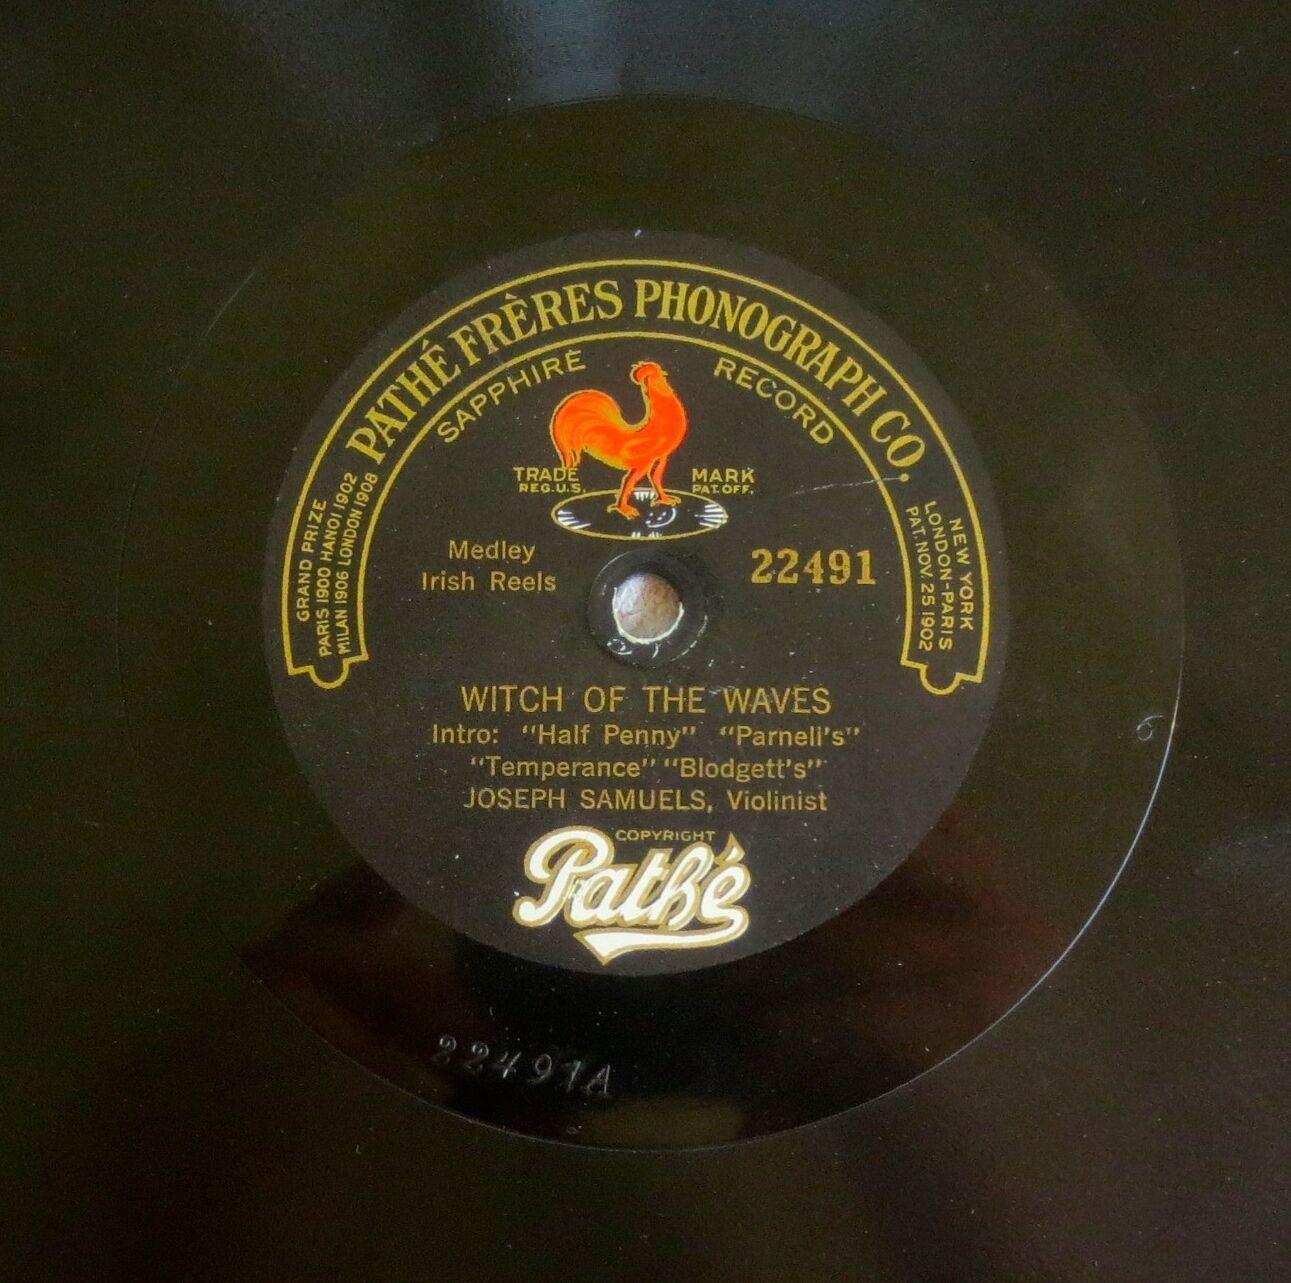 PATHÉ FRÈRES PHONOGRAPH CO.
SAPPHIRE RECORD
GRAND PRIZE
PARIS 1900 HANOI 1902
MILAN 1906 LONDON 1908
NEW YORK
LONDON-PARIS
PAT. NOV. 25 1902
TRADE MARK
REG. U.S. PAT. OFF.
Medley
Irish Reels
22491
WITCH OF THE WAVES
Intro: "Half Penny" "Parnell's"
"Temperance" "Blodgett's"
JOSEPH SAMUELS, Violinist
COPYRIGHT
Pathé
6
22491A